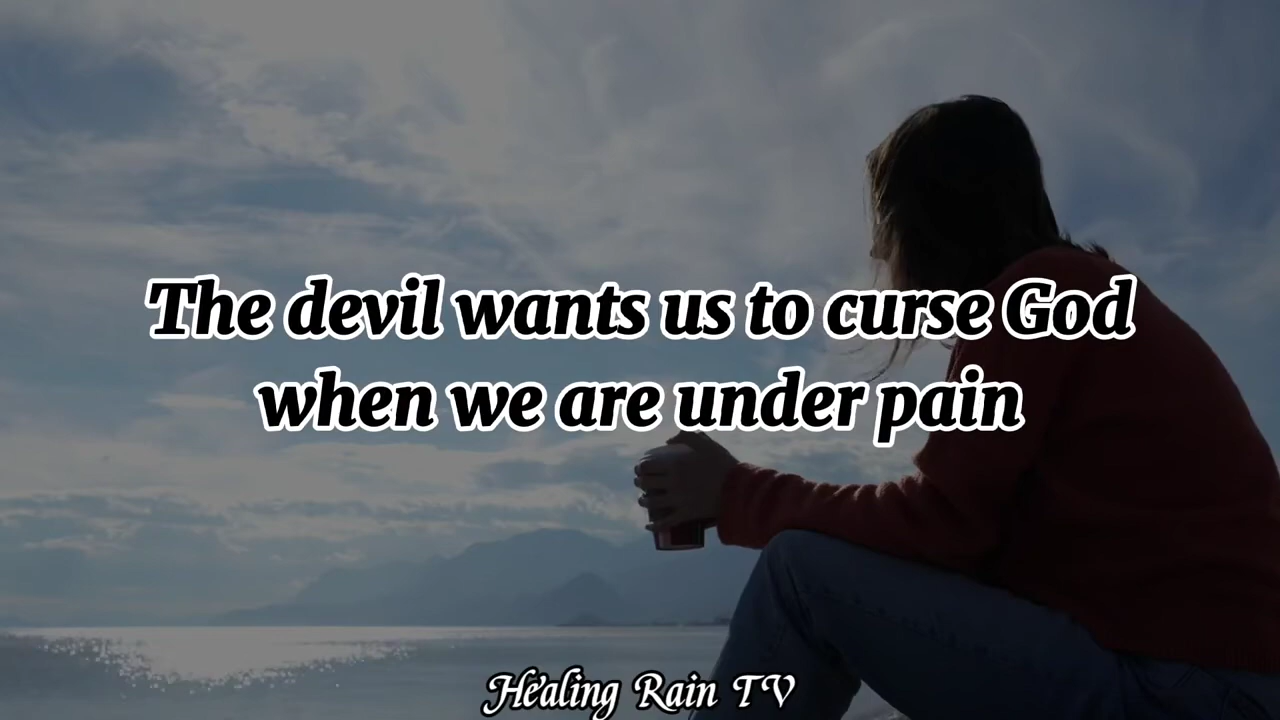 The devil wants us to curse God
when we are under pain
Healing Rain TV